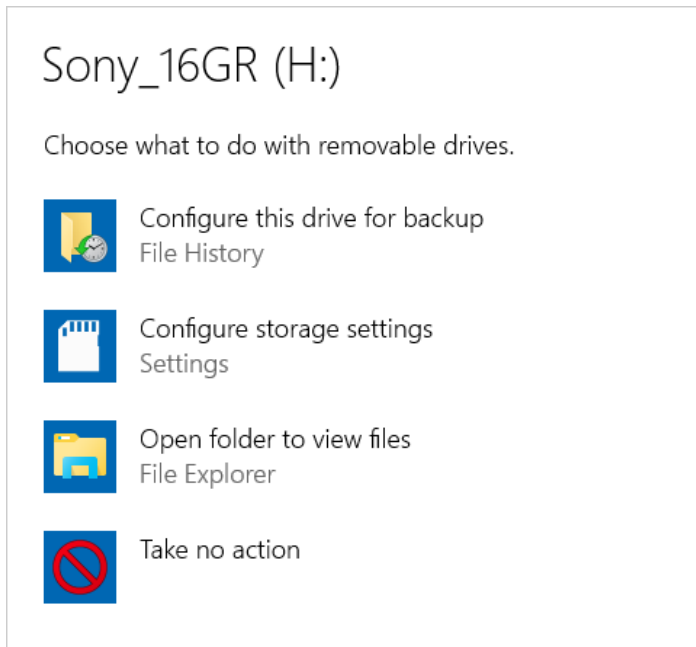 Sony_16GR (H:)
Choose what to do with removable drives.
Configure this drive for backup
File History
Configure storage settings
Settings
Open folder to view files
File Explorer
Take no action